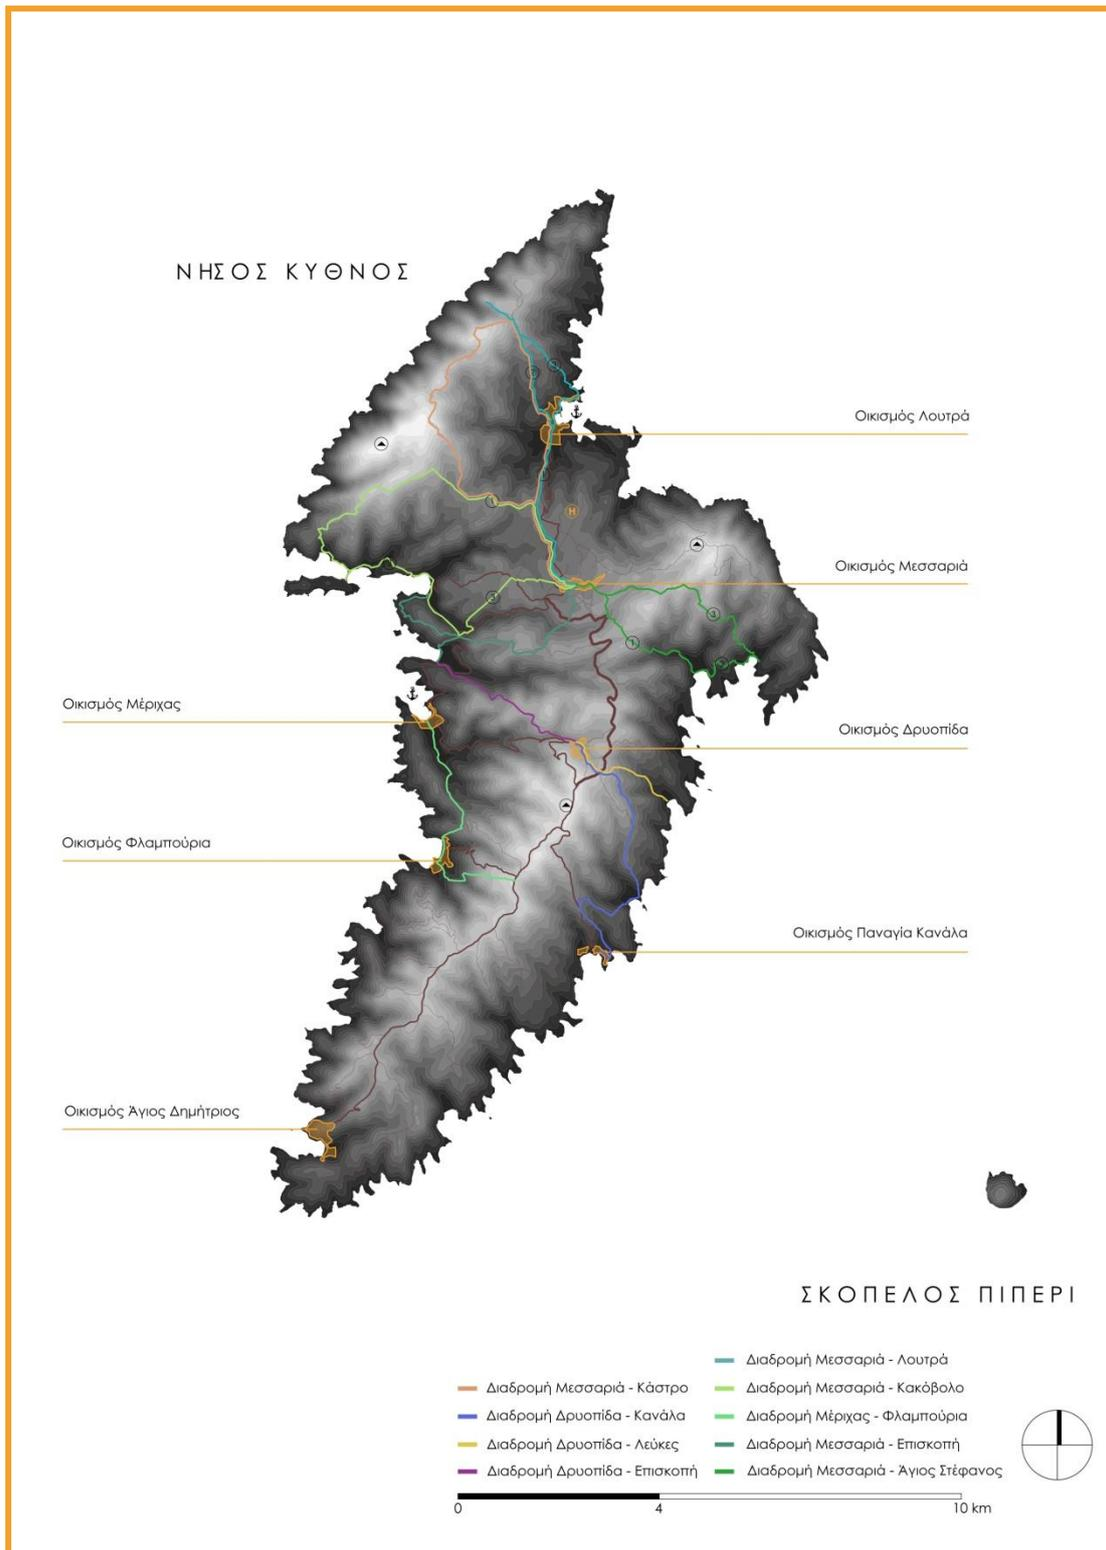 ΝΗΣΟΣ ΚΥΘΝΟΣ
Οικισμός Λουτρά
H
Οικισμός Μεσσαριά
Οικισμός Μέριχας
Οικισμός Δρυοπίδα
Οικισμός Φλαμπούρια
Οικισμός Παναγία Κανάλα
Οικισμός Άγιος Δημήτριος
ΣΚΟΠΕΛΟΣ ΠΙΠΕΡΙ
Διαδρομή Μεσσαριά - Λουτρά
Διαδρομή Μεσσαριά - Κάστρο
Διαδρομή Μεσσαριά - Κακόβολο
Διαδρομή Δρυοπίδα - Κανάλα
Διαδρομή Μέριχας - Φλαμπούρια
Διαδρομή Δρυοπίδα - Λεύκες
Διαδρομή Μεσσαριά - Επισκοπή
Διαδρομή Δρυοπίδα - Επισκοπή
Διαδρομή Μεσσαριά - Άγιος Στέφανος
0 4 10 km